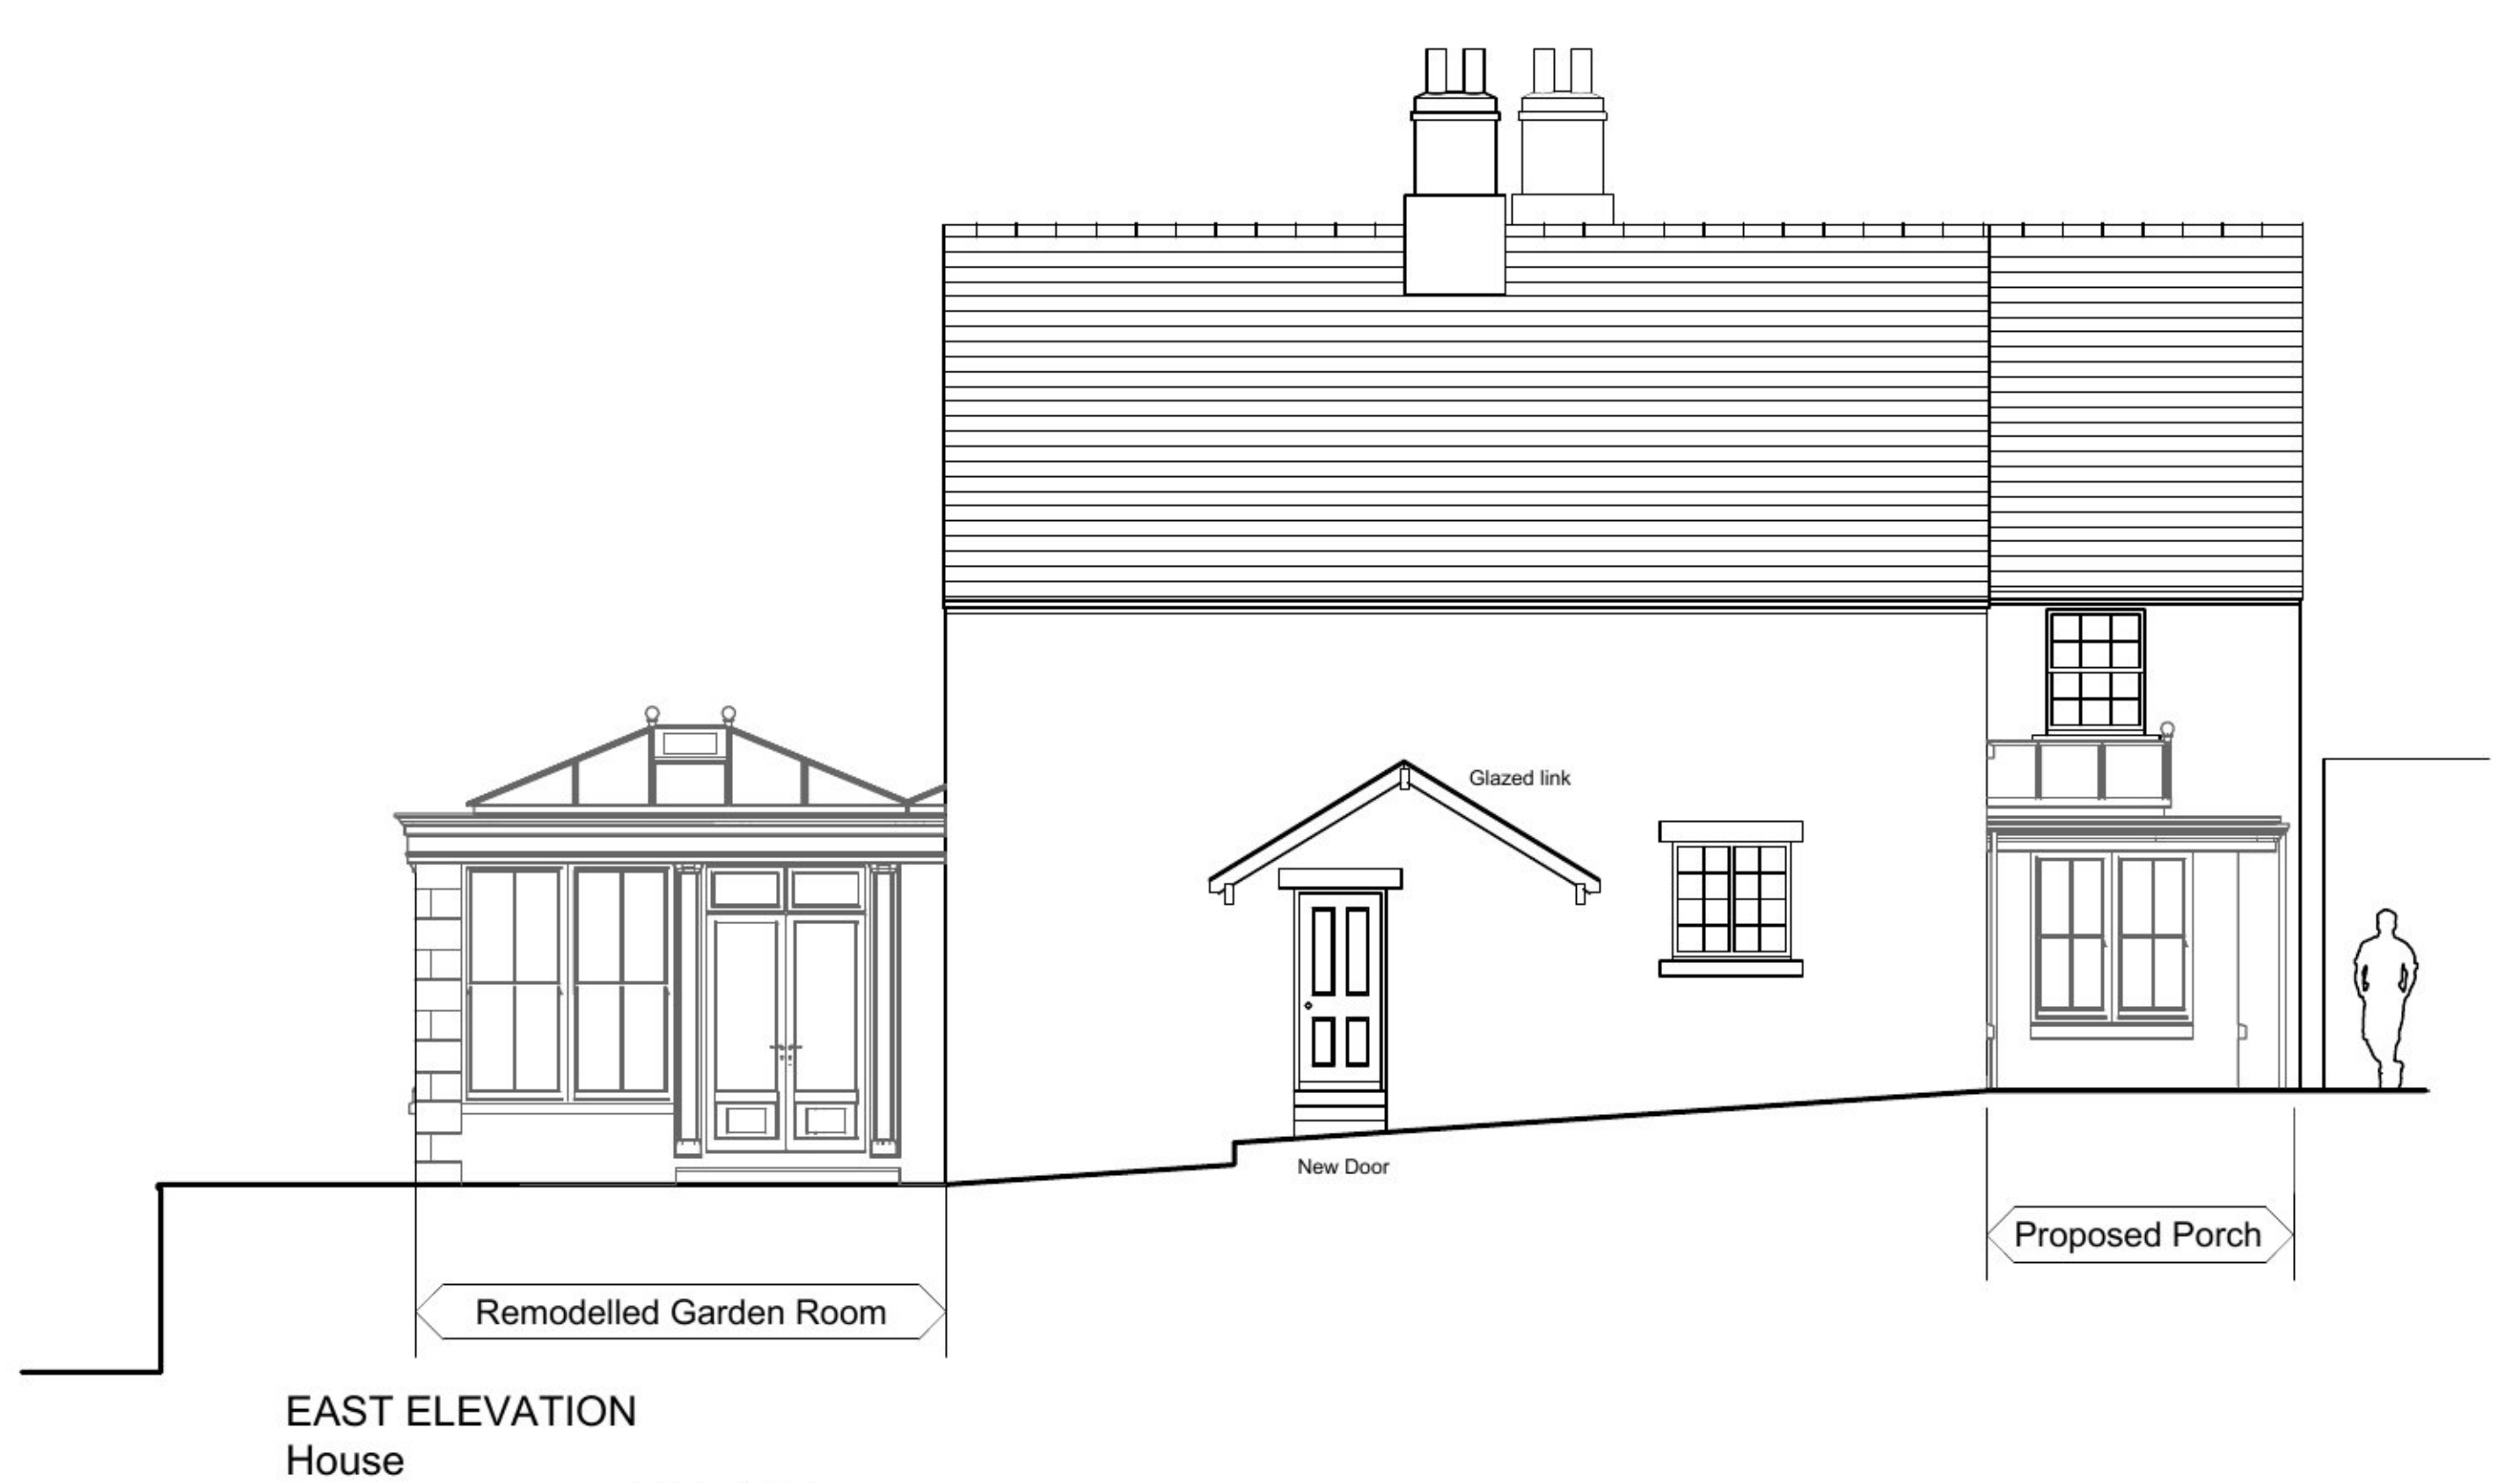 Glazed link
New Door
Proposed Porch
Remodelled Garden Room
EAST ELEVATION
House